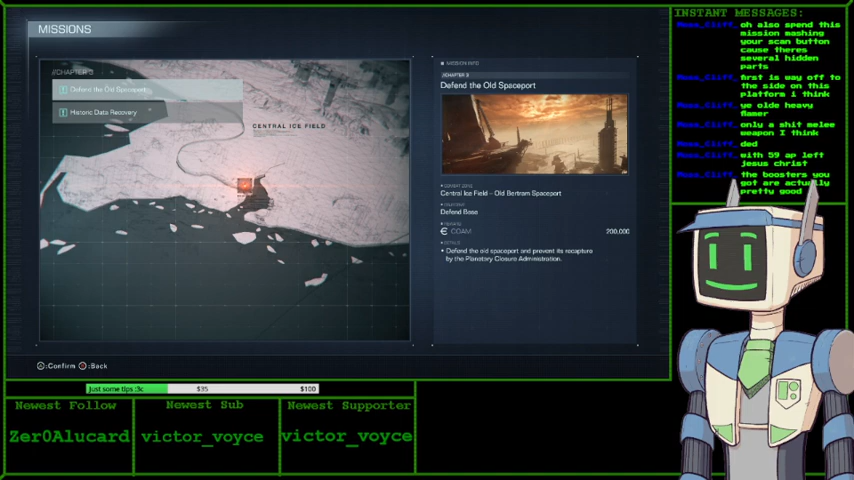 MISSIONS
//CHAPTER 3
Defend the Old Spaceport
Historic Data Recovery
CENTRAL ICE FIELD
MISSION INFO
//CHAPTER 3
Defend the Old Spaceport
Central Ice Field - Old Bertram Spaceport
Defend Base
COAM 200,000
DETAILS
• Defend the old spaceport and prevent its recapture
by the Planetary Closure Administration.
:Confirm :Back
INSTANT MESSAGES:
oh also spend this
mission mashing
your scan button
cause theres
several hidden
parts
first is way off to
the side on this
platform i think
ye olde heavy
flamer
only a shit melee
weapon I think
ded
with 59 ap left
jesus christ
the boosters you
got are actually
pretty good
Just some tips :3c $35 $100
Newest Follow
Zer0Alucard
Newest Sub
victor_voyce
Newest Supporter
victor_voyce